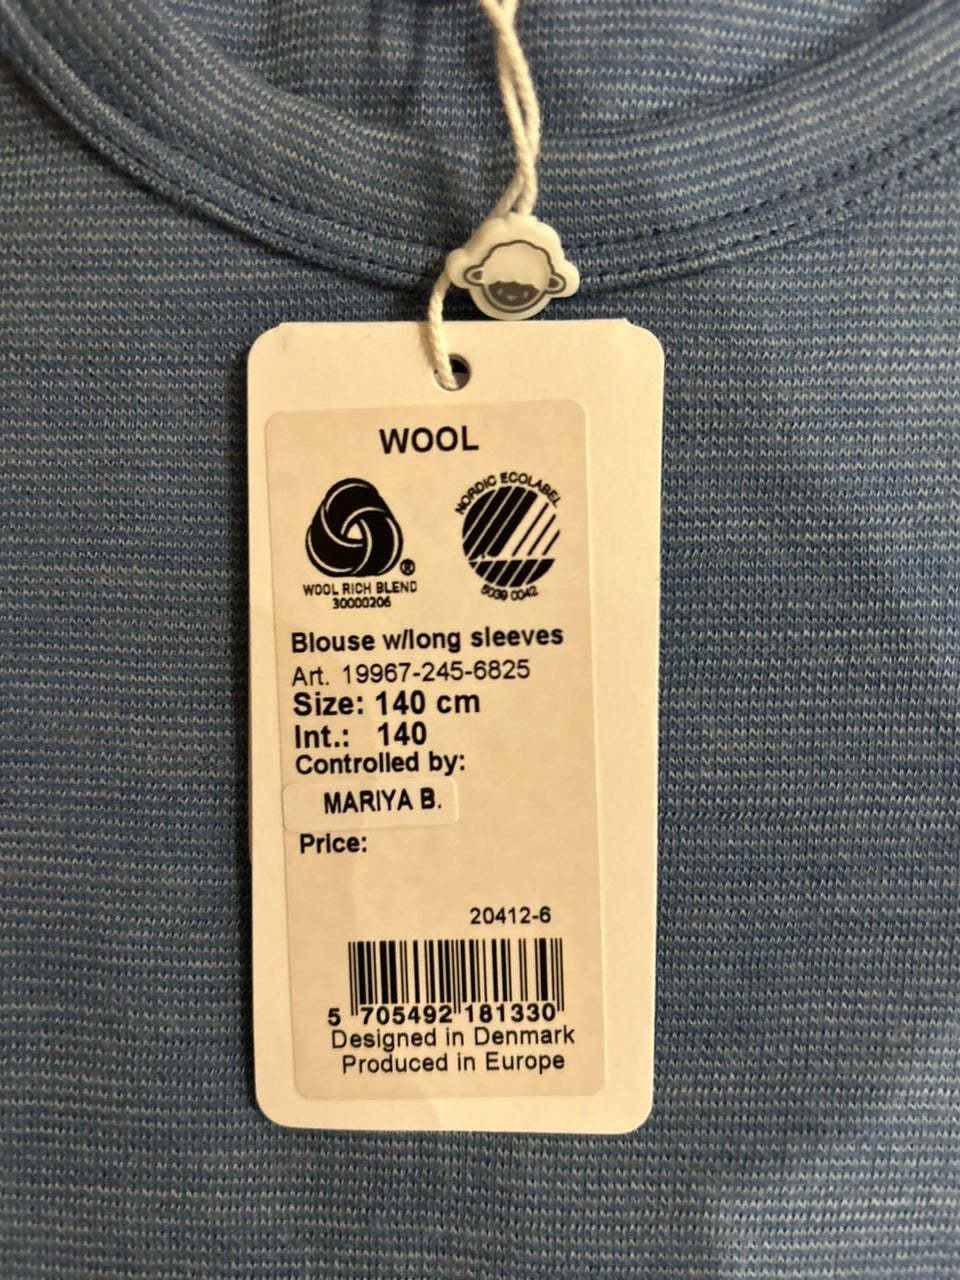 WOOL
NORDIC ECOLABEL
®
WOOL RICH BLEND
30000206
5039 0042
Blouse w/long sleeves
Art. 19967-245-6825
Size: 140 cm
Int.: 140
Controlled by:
MARIYA B.
Price:
20412-6
5 705492 181330
Designed in Denmark
Produced in Europe